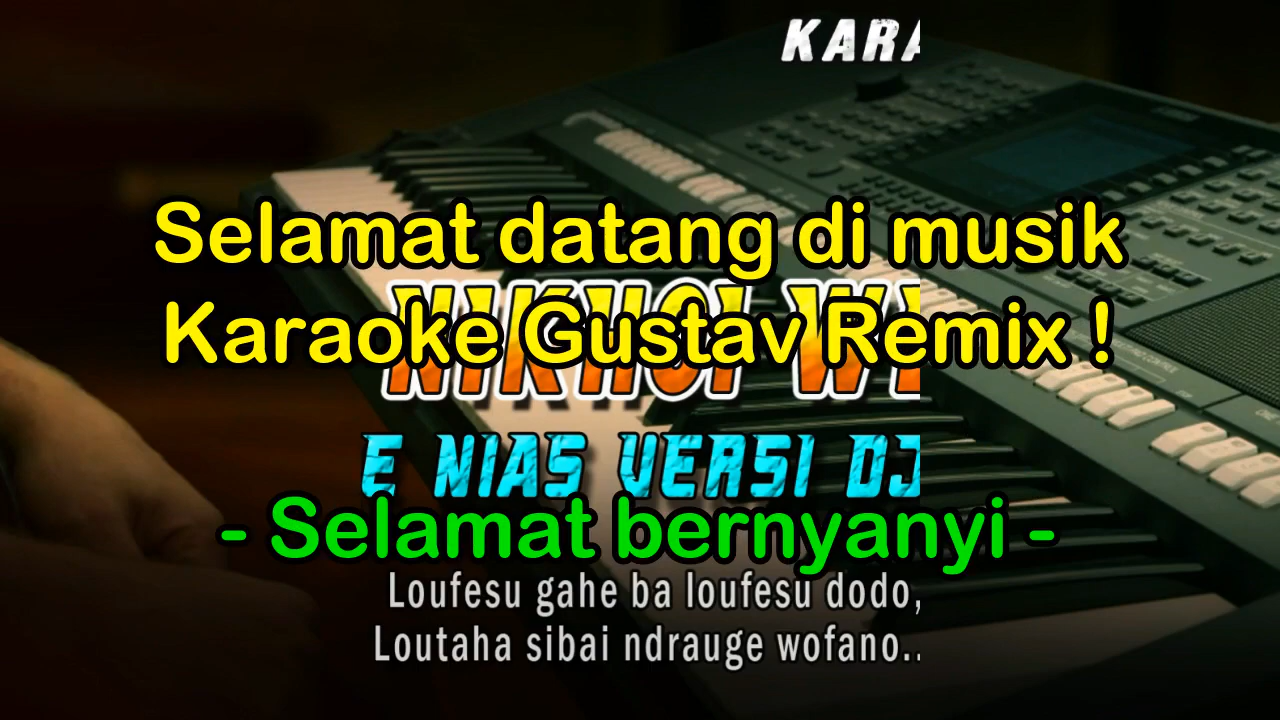 KARA
Selamat datang di musik
Karaoke Gustav Remix !
E NIAS VERSI DJ
- Selamat bernyanyi -
Loufesu gahe ba loufesu dodo,
Loutaha sibai ndrauge wofano..